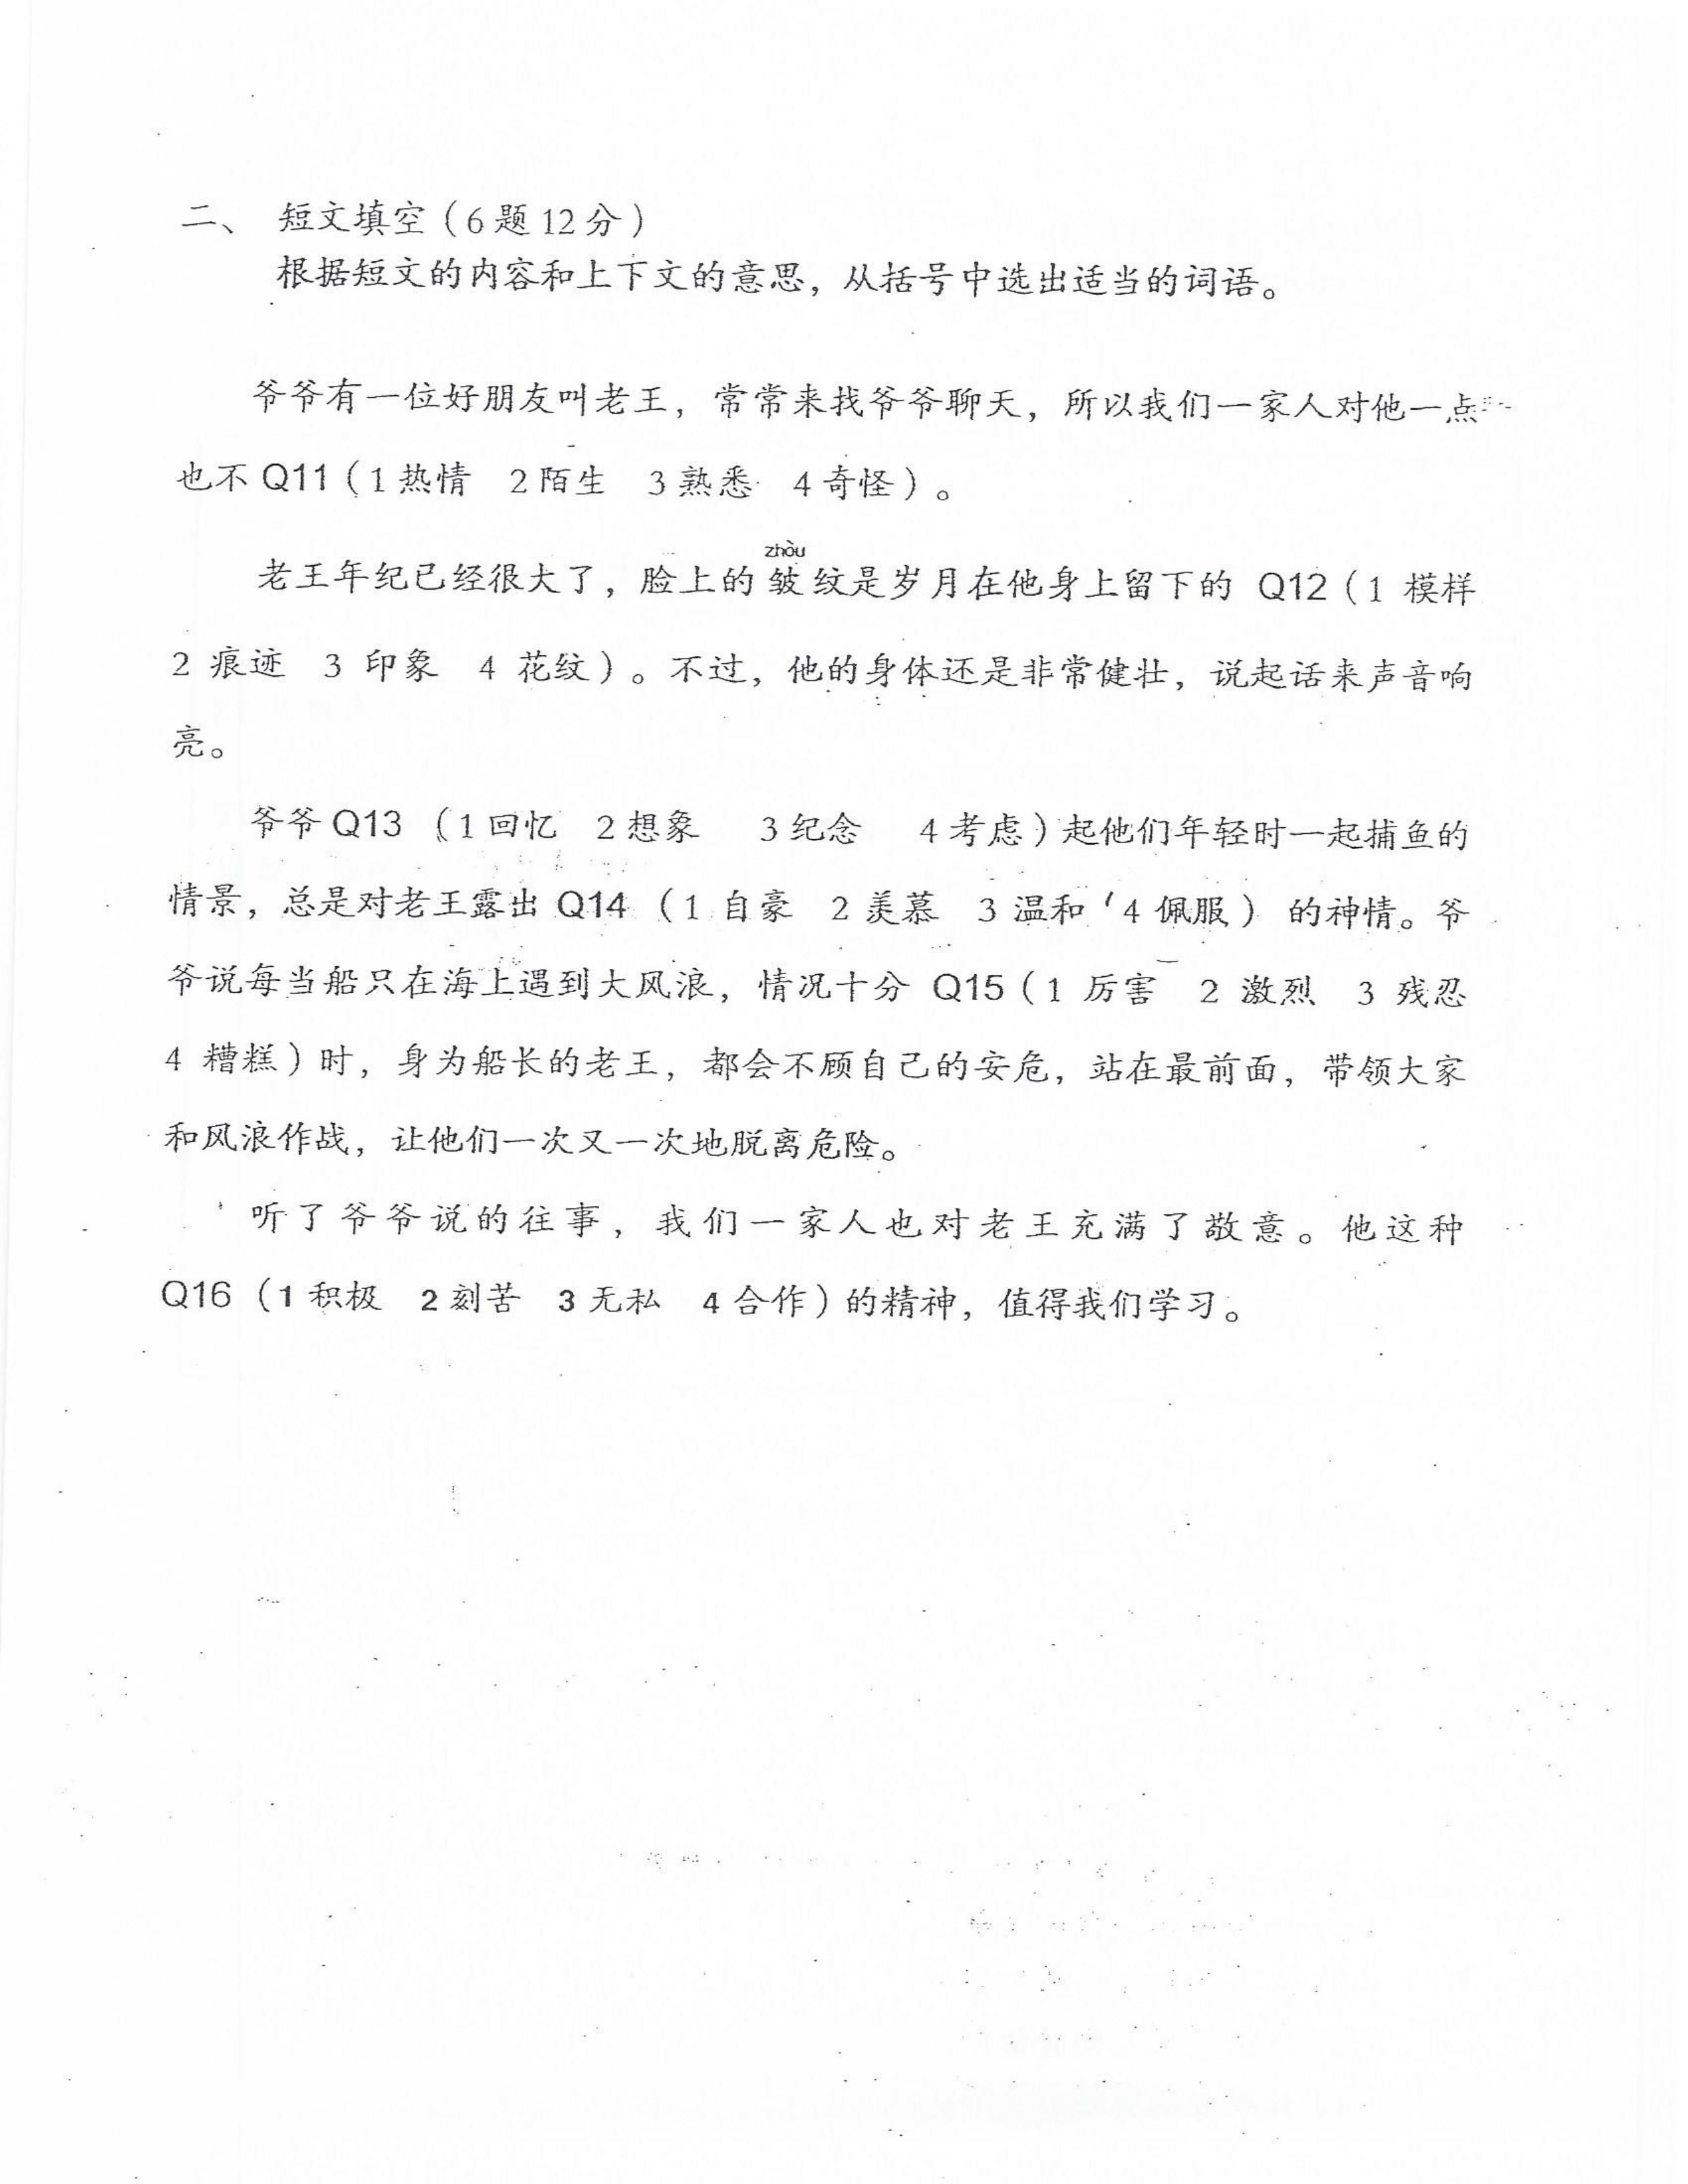 二、 短文填空（6题12分）
根据短文的内容和上下文的意思，从括号中选出适当的词语。
爷爷有一位好朋友叫老王，常常来找爷爷聊天，所以我们一家人对他一点
也不 Q11（1热情 2陌生 3熟悉 4奇怪）。
zhòu
老王年纪已经很大了，脸上的皱纹是岁月在他身上留下的 Q12（1 模样
2 痕迹 3 印象 4 花纹）。不过，他的身体还是非常健壮，说起话来声音响
亮。
爷爷 Q13 （1回忆 2想象 3纪念 4考虑）起他们年轻时一起捕鱼的
情景，总是对老王露出 Q14 （1 自豪 2 羡慕 3 温和 4 佩服） 的神情。爷
爷说每当船只在海上遇到大风浪，情况十分 Q15（1 厉害 2 激烈 3 残忍
4 糟糕）时，身为船长的老王，都会不顾自己的安危，站在最前面，带领大家
和风浪作战，让他们一次又一次地脱离危险。
听了爷爷说的往事，我们一家人也对老王充满了敬意。他这种
Q16（1积极 2刻苦 3无私 4合作）的精神，值得我们学习。